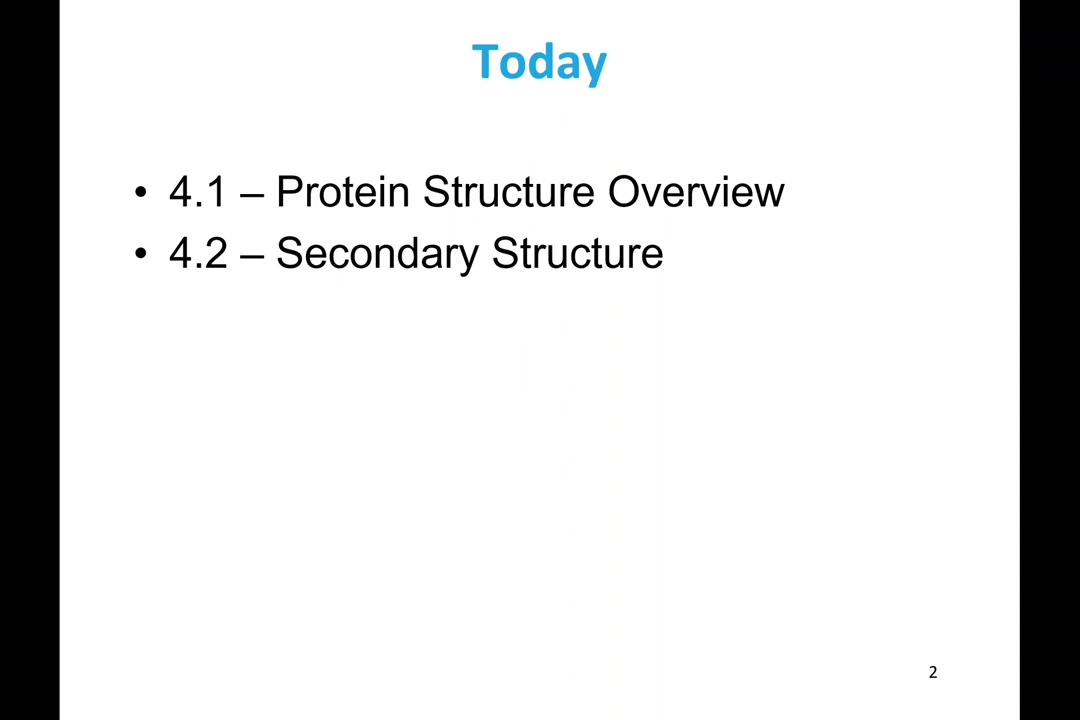 Today
• 4.1 – Protein Structure Overview
• 4.2 – Secondary Structure
2